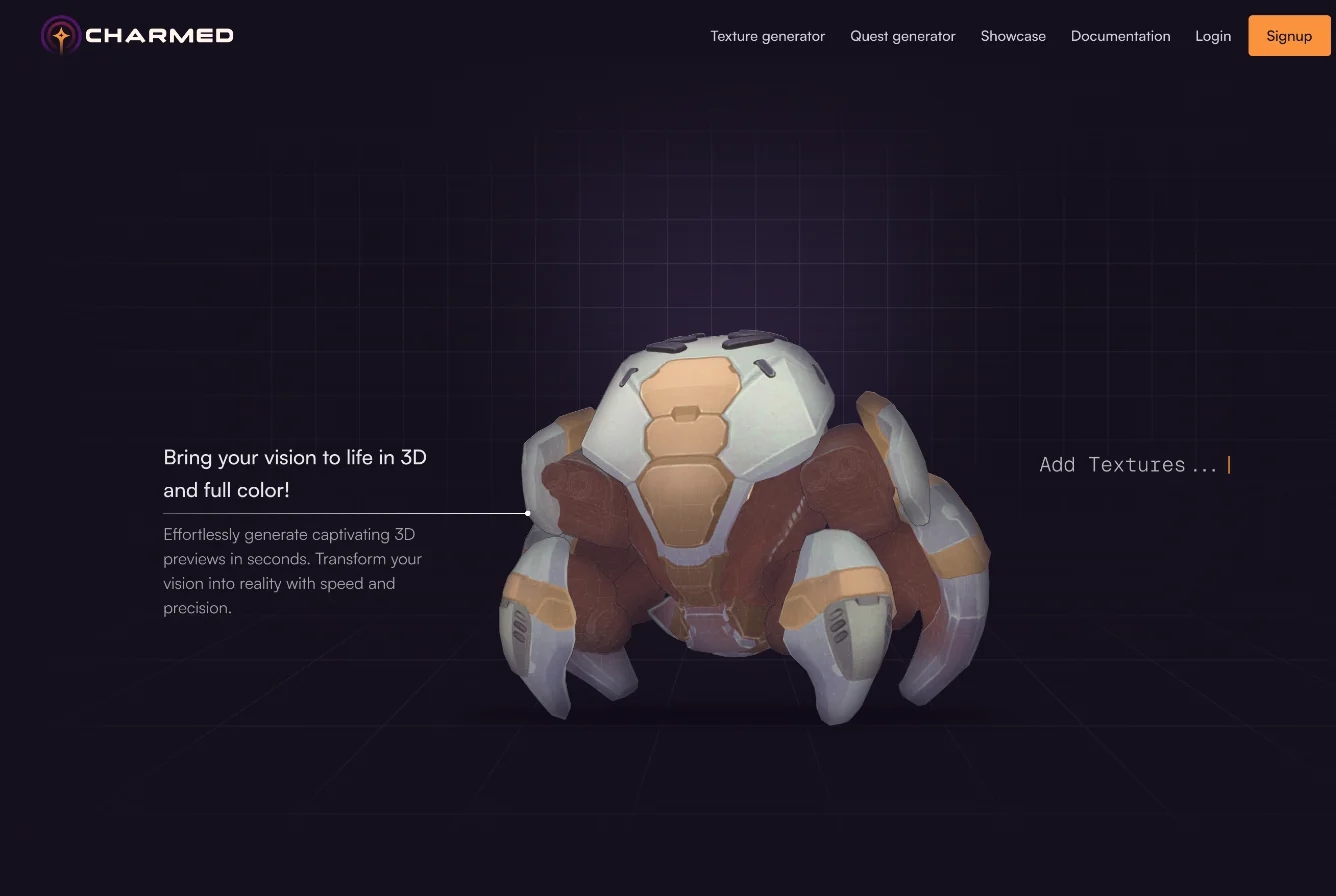 CHARMED
Texture generator
Quest generator
Showcase
Documentation
Login
Signup
Bring your vision to life in 3D
and full color!
Effortlessly generate captivating 3D
previews in seconds. Transform your
vision into reality with speed and
precision.
Add Textures...